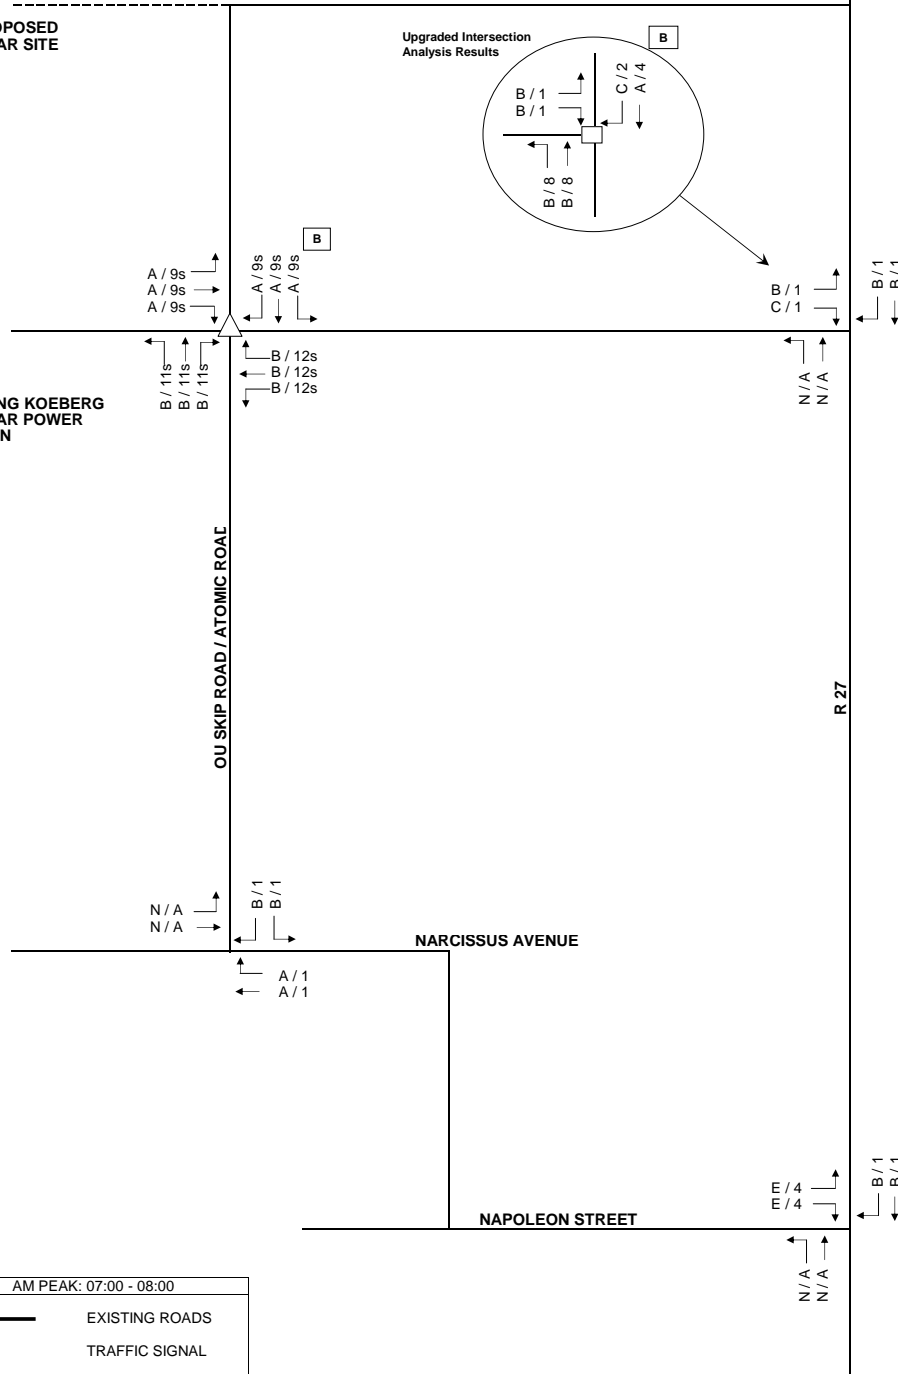 OPOSED
AR SITE
Upgraded Intersection
Analysis Results
B
B / 1
B / 1
C / 2
A / 4
B / 8
B / 8
B
A / 9s
A / 9s
A / 9s
A / 9s
A / 9s
A / 9s
B / 11s
B / 11s
B / 11s
B / 12s
B / 12s
B / 12s
B / 1
C / 1
B / 1
B / 1
N / A
N / A
NG KOEBERG
AR POWER
N
OU SKIP ROAD / ATOMIC ROAD
R 27
N / A
N / A
B / 1
B / 1
NARCISSUS AVENUE
A / 1
A / 1
E / 4
E / 4
B / 1
B / 1
NAPOLEON STREET
N / A
N / A
AM PEAK: 07:00 - 08:00
EXISTING ROADS
TRAFFIC SIGNAL